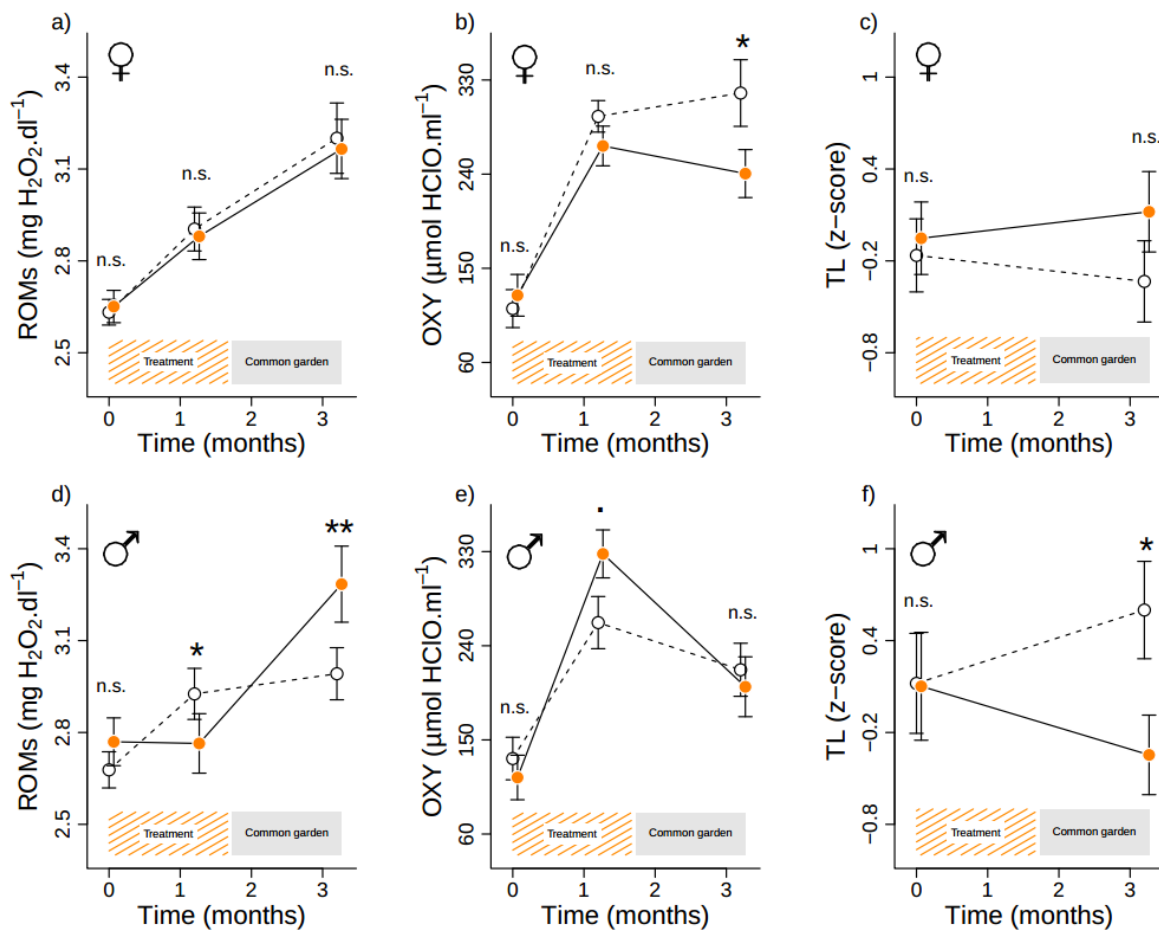 a)
♀
n.s.
n.s.
n.s.
ROMs (mg H₂O₂.dl⁻¹)
3.4
3.1
2.8
2.5
Treatment
Common garden
0 1 2 3
Time (months)
b)
♀
n.s.
n.s.
*
OXY (µmol HClO.ml⁻¹)
330
240
150
60
Treatment
Common garden
0 1 2 3
Time (months)
c)
♀
n.s.
n.s.
TL (z−score)
1
0.4
−0.2
−0.8
Treatment
Common garden
0 1 2 3
Time (months)
d)
♂
n.s.
*
**
ROMs (mg H₂O₂.dl⁻¹)
3.4
3.1
2.8
2.5
Treatment
Common garden
0 1 2 3
Time (months)
e)
♂
n.s.
.
n.s.
OXY (µmol HClO.ml⁻¹)
330
240
150
60
Treatment
Common garden
0 1 2 3
Time (months)
f)
♂
n.s.
*
TL (z−score)
1
0.4
−0.2
−0.8
Treatment
Common garden
0 1 2 3
Time (months)